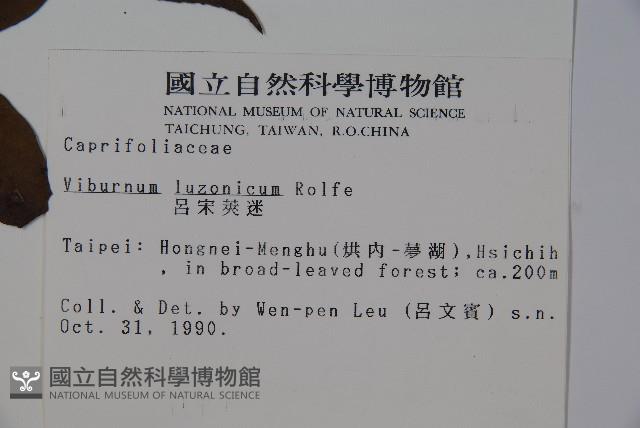 國立自然科學博物館
NATIONAL MUSEUM OF NATURAL SCIENCE
TAICHUNG, TAIWAN, R.O.CHINA
Caprifoliaceae
Viburnum luzonicum Rolfe
呂宋莢迷
Taipei: Hongnei-Menghu(烘內-夢湖),Hsichih
, in broad-leaved forest; ca.200m
Coll. & Det. by Wen-pen Leu (呂文賓) s.n.
Oct. 31, 1990.
國立自然科學博物館
NATIONAL MUSEUM OF NATURAL SCIENCE